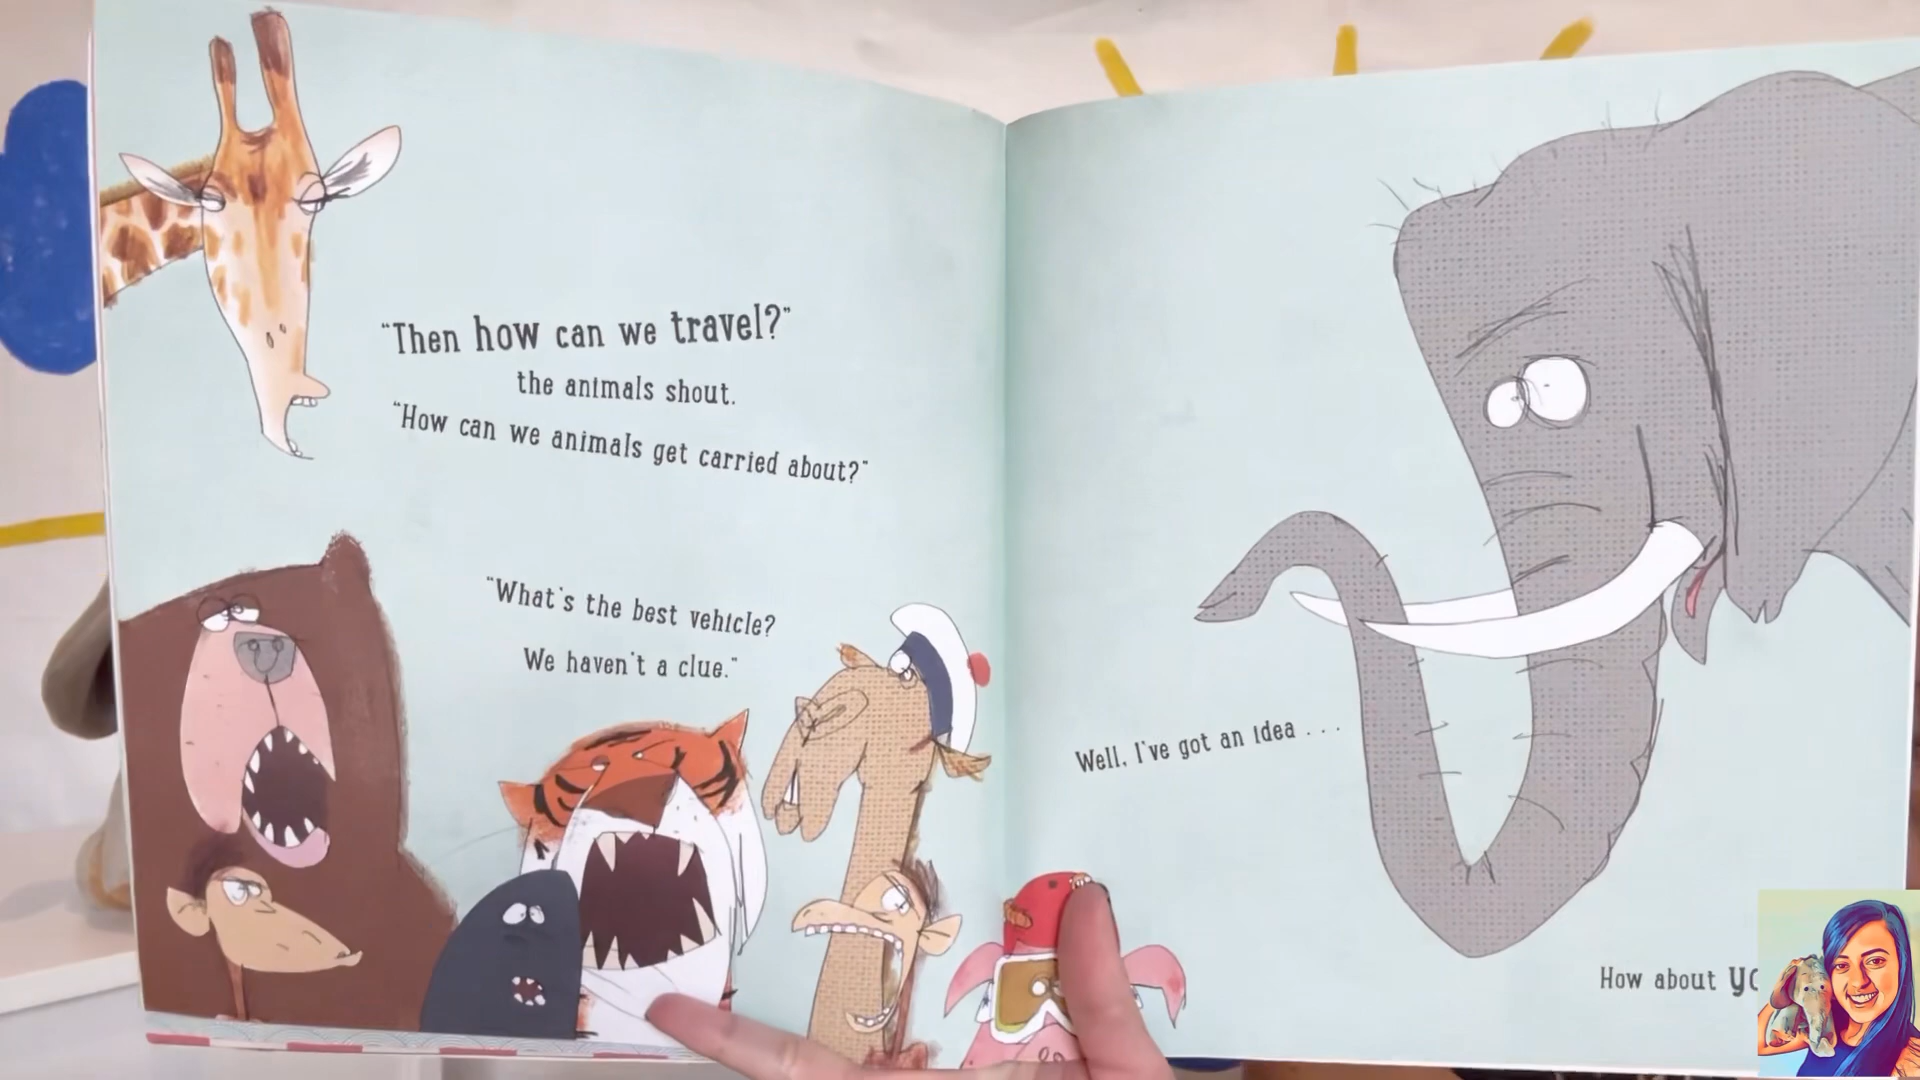 "Then how can we travel?"
the animals shout.
"How can we animals get carried about?"
"What's the best vehicle?
We haven't a clue."
Well, I've got an idea . . .
How about